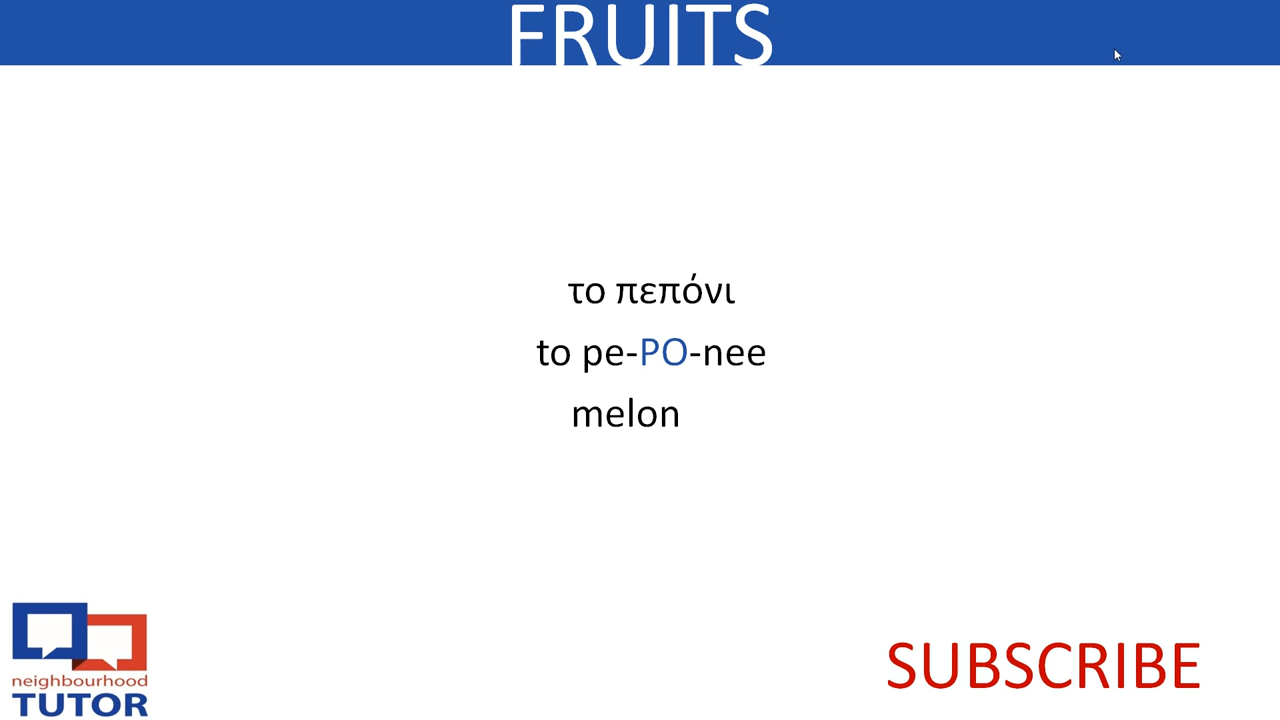 FRUITS
το πεπόνι
to pe-PO-nee
melon
neighbourhood
TUTOR
SUBSCRIBE